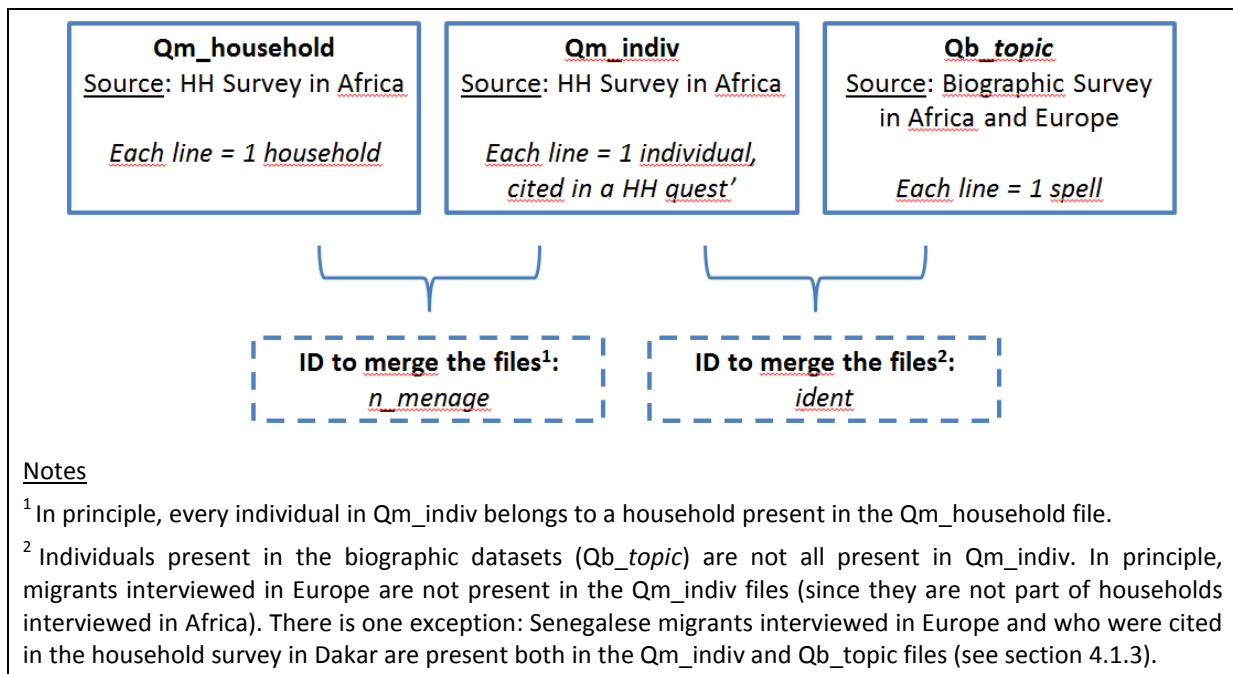 Qm_household
Source: HH Survey in Africa
Each line = 1 household
Qm_indiv
Source: HH Survey in Africa
Each line = 1 individual,
cited in a HH quest’
Qb_topic
Source: Biographic Survey
in Africa and Europe
Each line = 1 spell
ID to merge the files¹:
n_menage
ID to merge the files²:
ident
Notes
¹ In principle, every individual in Qm_indiv belongs to a household present in the Qm_household file.
² Individuals present in the biographic datasets (Qb_topic) are not all present in Qm_indiv. In principle,
migrants interviewed in Europe are not present in the Qm_indiv files (since they are not part of households
interviewed in Africa). There is one exception: Senegalese migrants interviewed in Europe and who were cited
in the household survey in Dakar are present both in the Qm_indiv and Qb_topic files (see section 4.1.3).